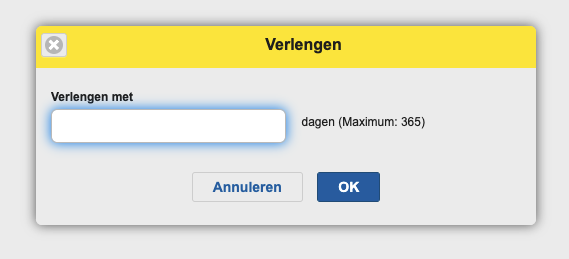 Verlengen
Verlengen met
dagen (Maximum: 365)
Annuleren
OK